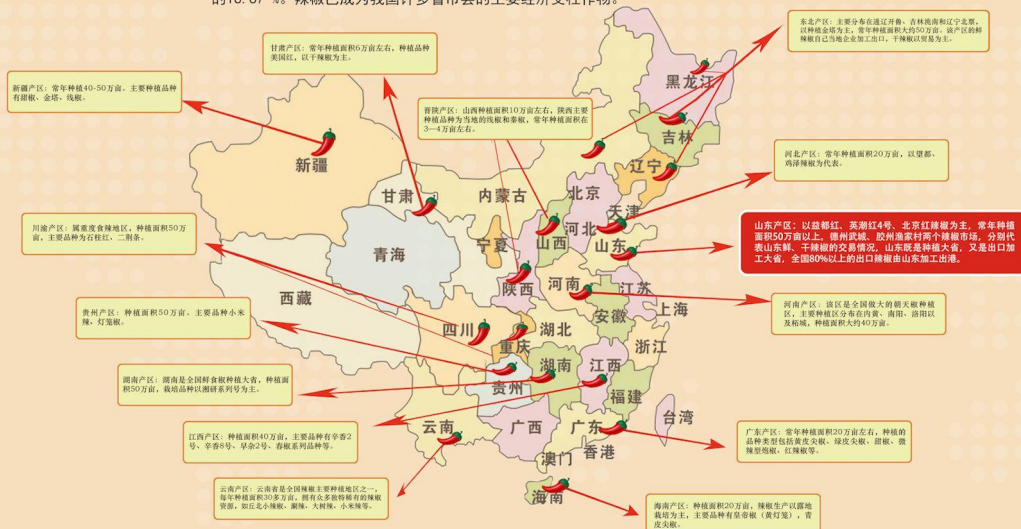 的18.67 %。辣椒已成为我国许多省市县的主要经济支柱作物。
东北产区：主要分布在通辽开鲁、吉林洮南和辽宁北票，
以种植金塔为主，常年种植面积大约50万亩。该产区的鲜
辣椒自己当地企业加工出口，干辣椒以贸易为主。
甘肃产区：常年种植面积6万亩左右，种植品种
美国红，以干辣椒为主。
新疆产区：常年种植40-50万亩。主要种植品种
有甜椒、金塔、线椒。
晋陕产区：山西种植面积10万亩左右，陕西主要
种植品种为当地的线椒和秦椒，常年种植面积在
3—4万亩左右。
河北产区：常年种植面积20万亩，以望都、
鸡泽辣椒为代表。
川渝产区：属重度食辣地区，种植面积50万
亩，主要品种为石柱红、二荆条。
山东产区：以益都红、英潮红4号、北京红辣椒为主，常年种植
面积50万亩以上。德州武城、胶州渔家村两个辣椒市场，分别代
表山东鲜、干辣椒的交易情况，山东既是种植大省，又是出口加
工大省，全国80%以上的出口辣椒由山东加工出港。
贵州产区：种植面积50万亩。主要品种小米
辣、灯笼椒。
河南产区：该区是全国做大的朝天椒种植
区，主要种植区分布在内黄、南阳、洛阳以
及柘城，种植面积大约40万亩。
湖南产区：湖南是全国鲜食椒种植大省，种植面
积50万亩，栽培品种以湘研系列号为主。
江西产区：种植面积40万亩，主要品种有辛香2
号、辛香8号、早杂2号、春椒系列品种等。
广东产区：常年种植面积20万亩左右，种植的
品种类型包括黄皮尖椒、绿皮尖椒、甜椒、微
辣型炮椒、红辣椒等。
云南产区：云南省是全国辣椒主要种植地区之一，
每年种植面积30多万亩，拥有众多独特稀有的辣椒
资源，如丘北小辣椒、涮辣、大树辣、小米辣等。
海南产区：种植面积20万亩，辣椒生产以露地
栽培为主，主要品种有皇帝椒（黄灯笼），青
皮尖椒。
黑龙江
吉林
辽宁
新疆
甘肃
内蒙古
北京
天津
河北
宁夏
山西
山东
青海
陕西
河南
江苏
西藏
安徽
上海
四川
重庆
湖北
浙江
湖南
江西
贵州
福建
云南
广西
广东
台湾
香港
澳门
海南